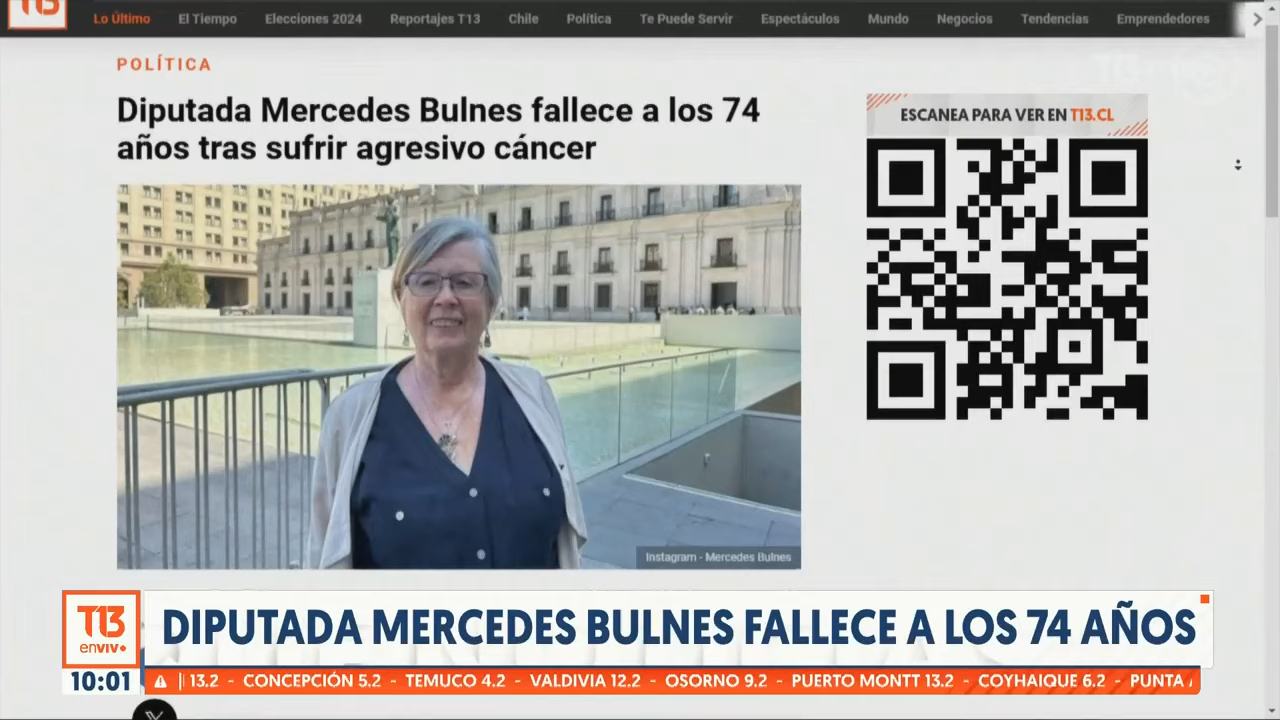 T13
Lo Último El Tiempo Elecciones 2024 Reportajes T13 Chile Política Te Puede Servir Espectáculos Mundo Negocios Tendencias Emprendedores
POLÍTICA
Diputada Mercedes Bulnes fallece a los 74
años tras sufrir agresivo cáncer
ESCANEA PARA VER EN T13.CL
Instagram - Mercedes Bulnes
T13
enVIVO
DIPUTADA MERCEDES BULNES FALLECE A LOS 74 AÑOS
10:01
13.2 - CONCEPCIÓN 5.2 - TEMUCO 4.2 - VALDIVIA 12.2 - OSORNO 9.2 - PUERTO MONTT 13.2 - COYHAIQUE 6.2 - PUNTA